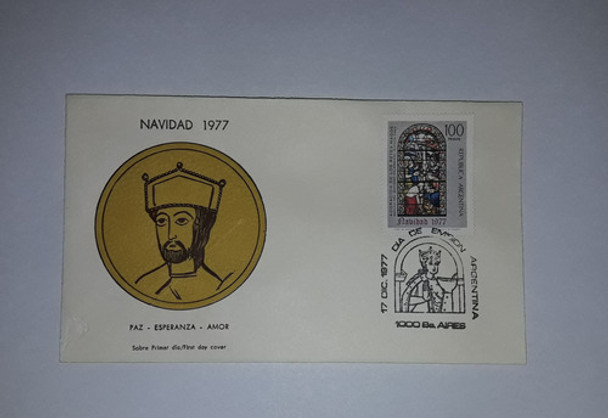 NAVIDAD 1977
PAZ - ESPERANZA - AMOR
Sobre Primer día/First day cover
100
PESOS
REPUBLICA ARGENTINA
Navidad 1977
17 DIC. 1977 DIA DE EMISION ARGENTINA
1000 Bs. AIRES